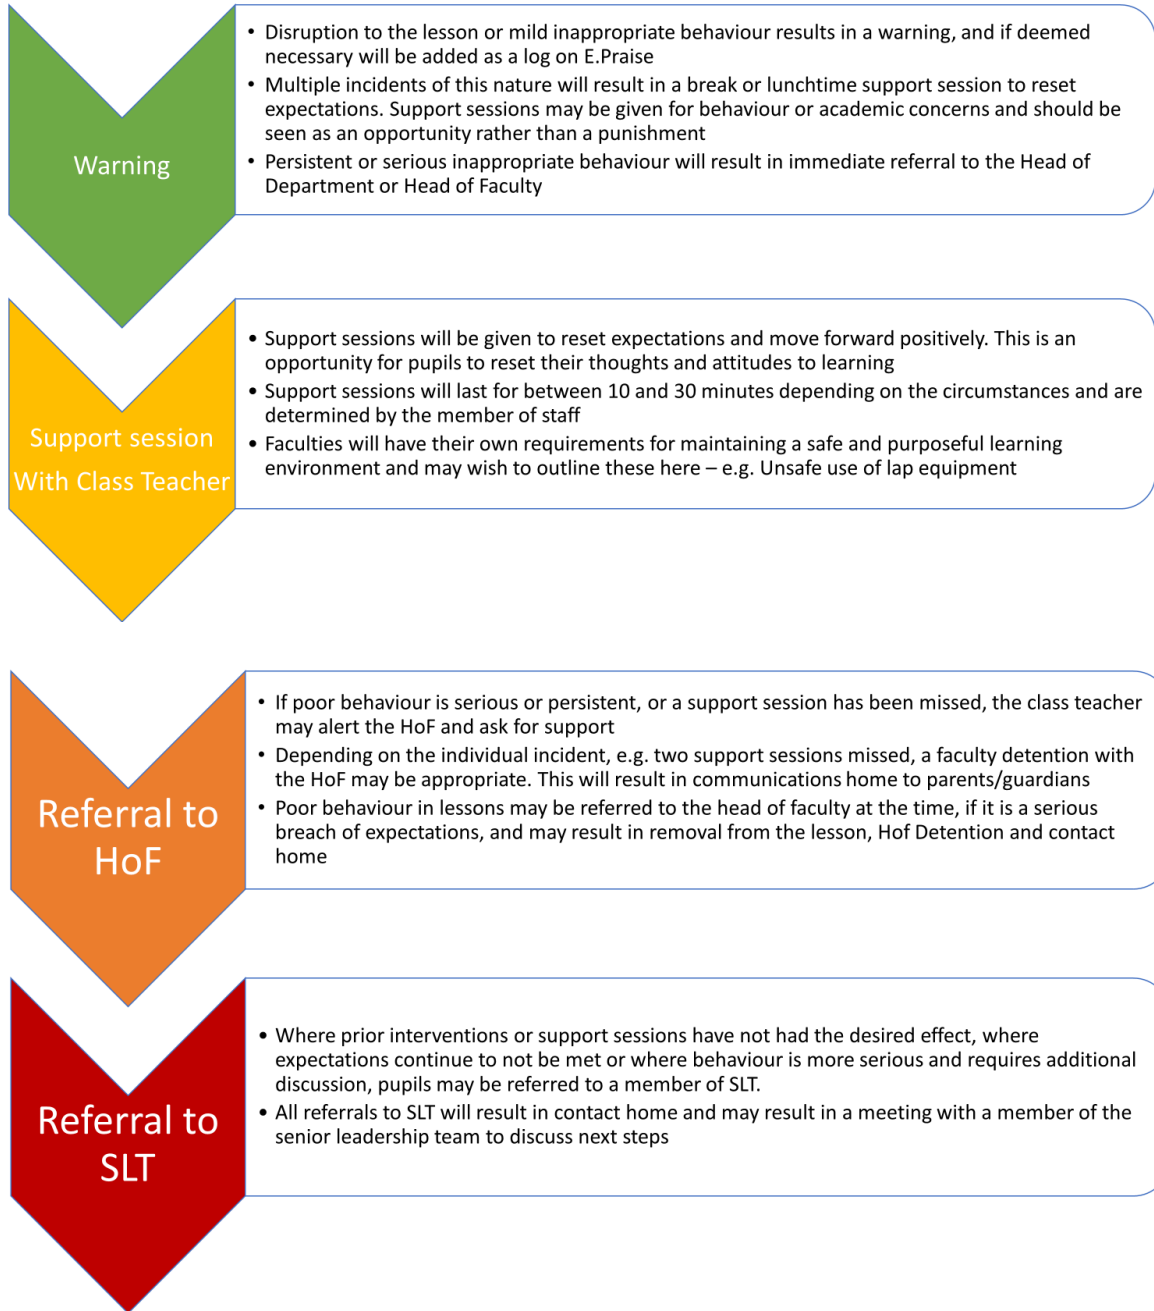 Warning
• Disruption to the lesson or mild inappropriate behaviour results in a warning, and if deemed
necessary will be added as a log on E.Praise
• Multiple incidents of this nature will result in a break or lunchtime support session to reset
expectations. Support sessions may be given for behaviour or academic concerns and should be
seen as an opportunity rather than a punishment
• Persistent or serious inappropriate behaviour will result in immediate referral to the Head of
Department or Head of Faculty
Support session
With Class Teacher
• Support sessions will be given to reset expectations and move forward positively. This is an
opportunity for pupils to reset their thoughts and attitudes to learning
• Support sessions will last for between 10 and 30 minutes depending on the circumstances and are
determined by the member of staff
• Faculties will have their own requirements for maintaining a safe and purposeful learning
environment and may wish to outline these here – e.g. Unsafe use of lap equipment
Referral to
HoF
• If poor behaviour is serious or persistent, or a support session has been missed, the class teacher
may alert the HoF and ask for support
• Depending on the individual incident, e.g. two support sessions missed, a faculty detention with
the HoF may be appropriate. This will result in communications home to parents/guardians
• Poor behaviour in lessons may be referred to the head of faculty at the time, if it is a serious
breach of expectations, and may result in removal from the lesson, Hof Detention and contact
home
Referral to
SLT
• Where prior interventions or support sessions have not had the desired effect, where
expectations continue to not be met or where behaviour is more serious and requires additional
discussion, pupils may be referred to a member of SLT.
• All referrals to SLT will result in contact home and may result in a meeting with a member of the
senior leadership team to discuss next steps